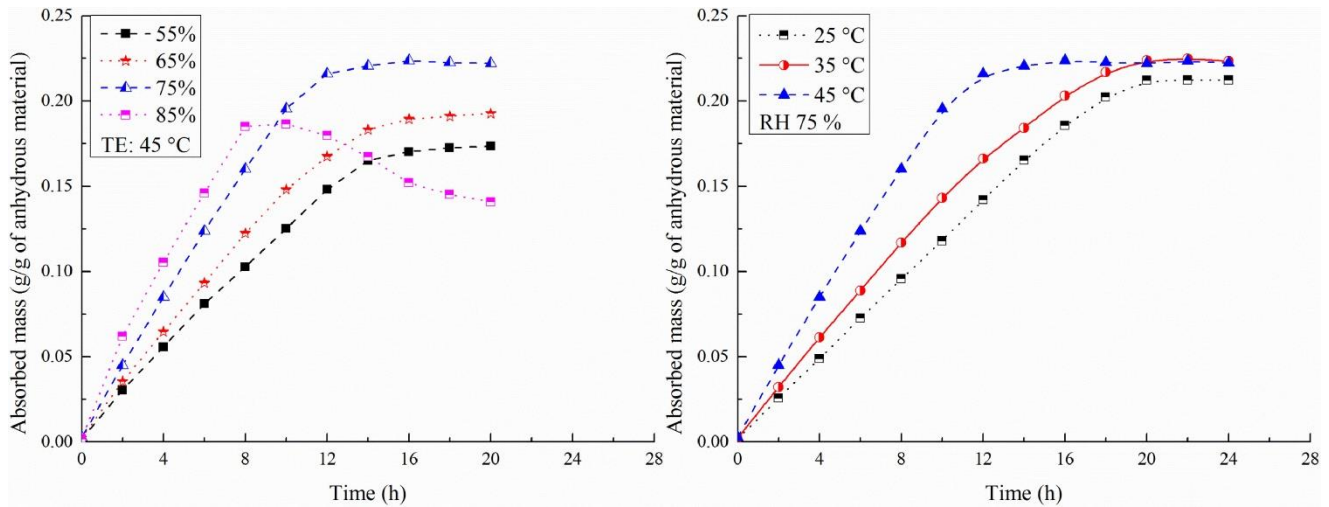 Absorbed mass (g/g of anhydrous material)
0.25
0.20
0.15
0.10
0.05
0.00
55%
65%
75%
85%
TE: 45 °C
0 4 8 12 16 20 24 28
Time (h)
Absorbed mass (g/g of anhydrous material)
0.25
0.20
0.15
0.10
0.05
0.00
25 °C
35 °C
45 °C
RH 75 %
0 4 8 12 16 20 24 28
Time (h)